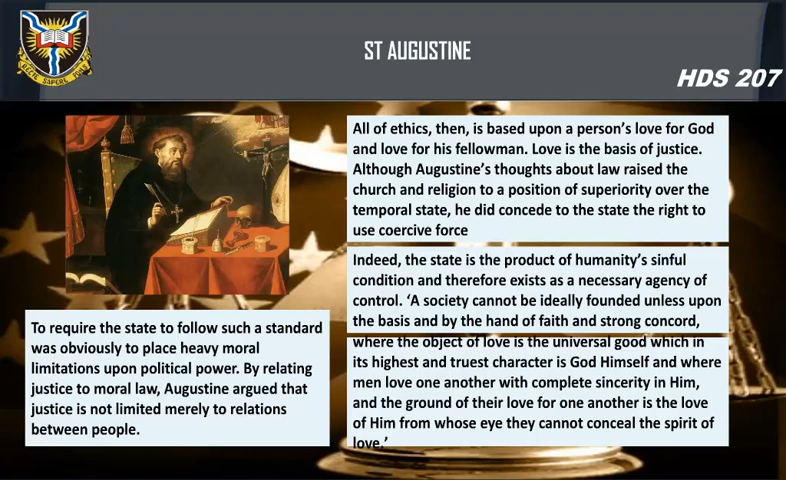 ST AUGUSTINE
HDS 207
RECTE SAPERE FONS
To require the state to follow such a standard
was obviously to place heavy moral
limitations upon political power. By relating
justice to moral law, Augustine argued that
justice is not limited merely to relations
between people.
All of ethics, then, is based upon a person’s love for God
and love for his fellowman. Love is the basis of justice.
Although Augustine’s thoughts about law raised the
church and religion to a position of superiority over the
temporal state, he did concede to the state the right to
use coercive force
Indeed, the state is the product of humanity’s sinful
condition and therefore exists as a necessary agency of
control. ‘A society cannot be ideally founded unless upon
the basis and by the hand of faith and strong concord,
where the object of love is the universal good which in
its highest and truest character is God Himself and where
men love one another with complete sincerity in Him,
and the ground of their love for one another is the love
of Him from whose eye they cannot conceal the spirit of
love.’